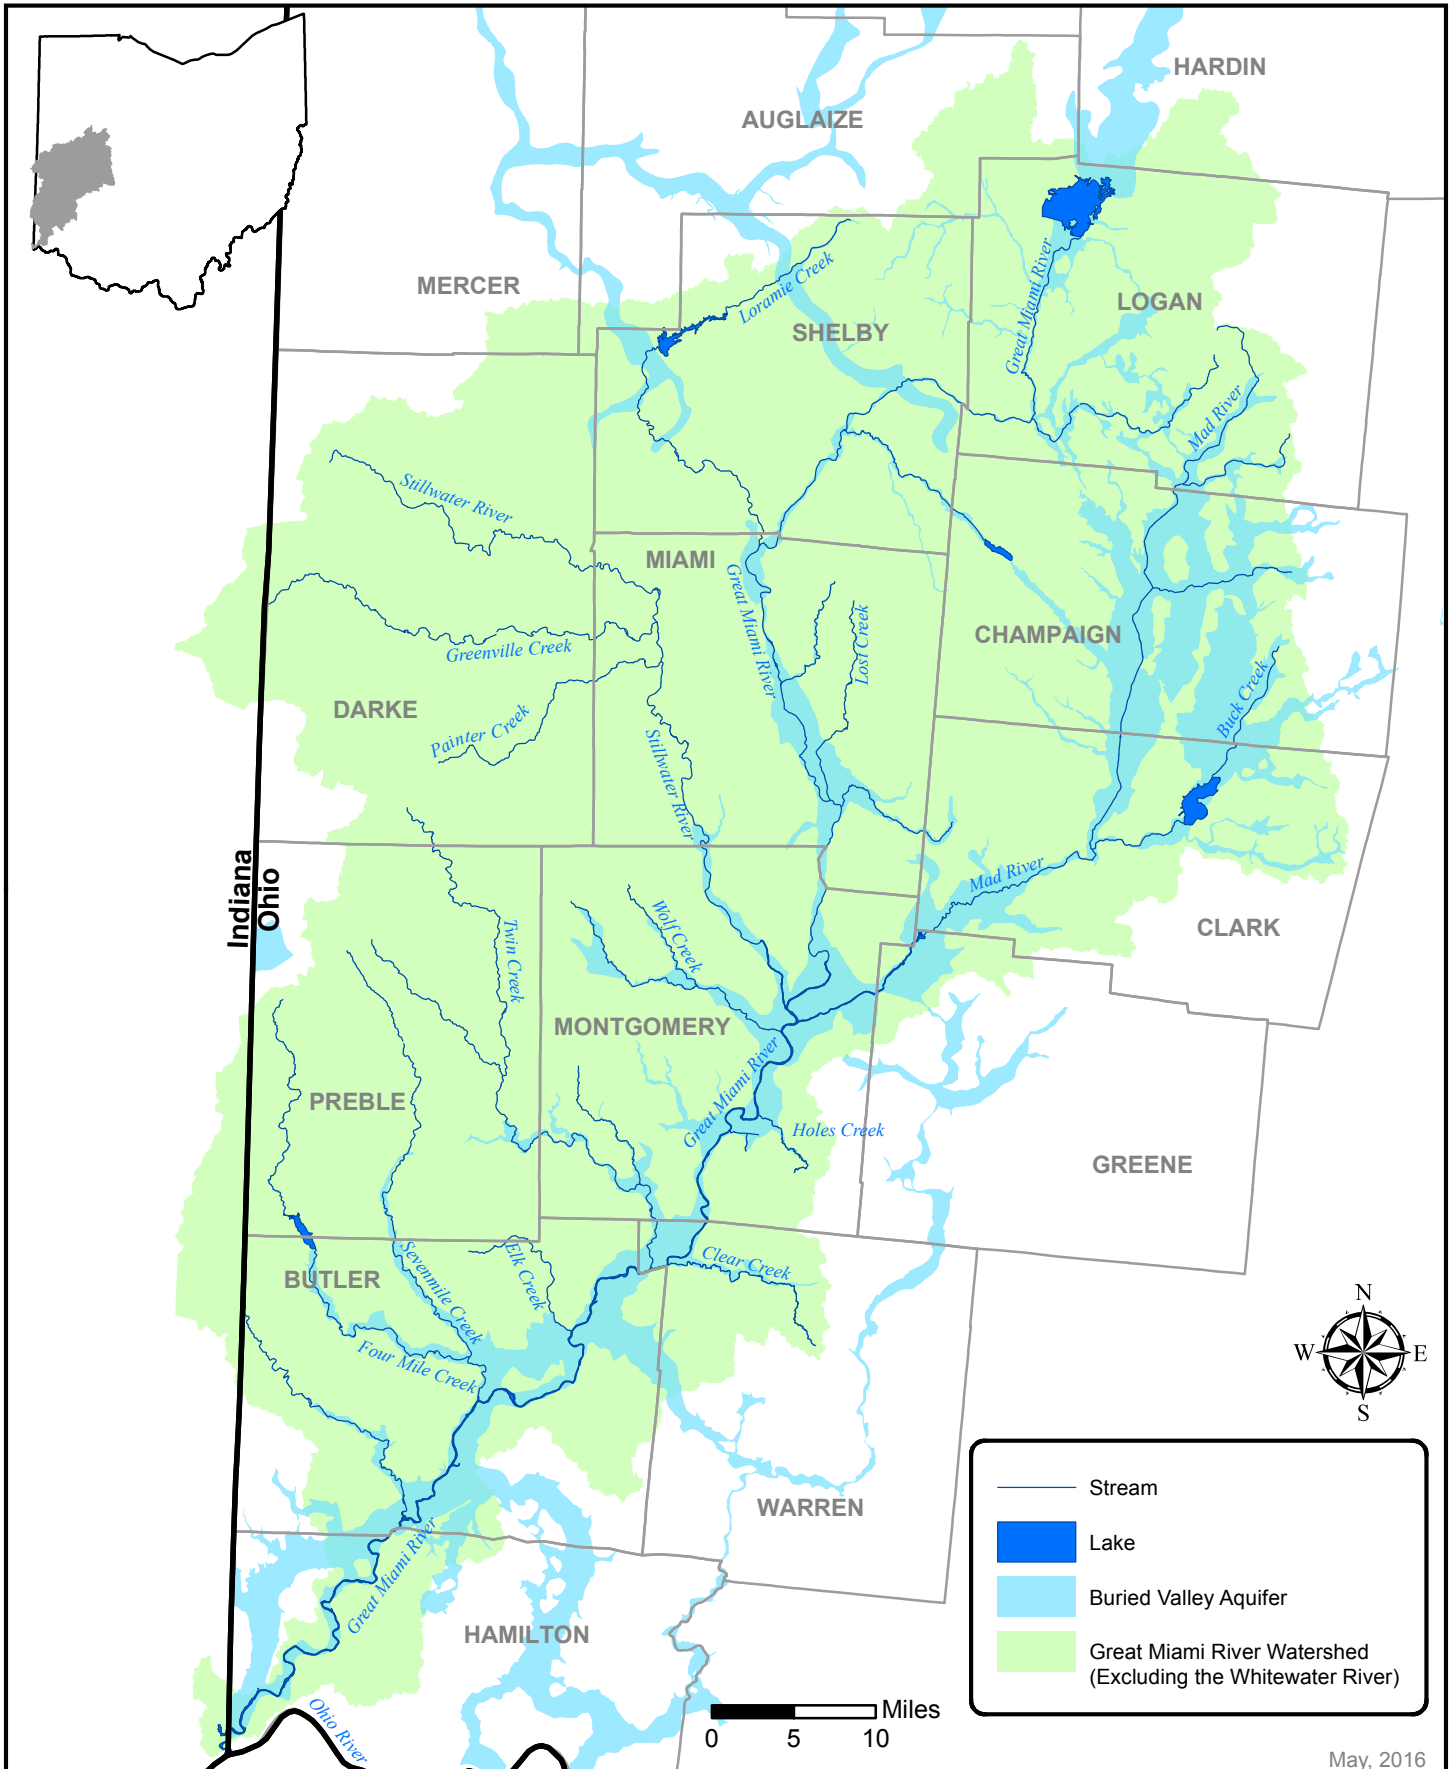 HARDIN
AUGLAIZE
MERCER
Loramie Creek
SHELBY
Great Miami River
LOGAN
Mad River
Stillwater River
MIAMI
Great Miami River
Lost Creek
CHAMPAIGN
Greenville Creek
DARKE
Painter Creek
Stillwater River
Buck Creek
Indiana
Ohio
Mad River
CLARK
Twin Creek
Wolf Creek
MONTGOMERY
PREBLE
Great Miami River
Holes Creek
GREENE
BUTLER
Sevenmile Creek
Elk Creek
Clear Creek
Four Mile Creek
N
W
E
S
WARREN
Great Miami River
HAMILTON
Ohio River
Stream
Lake
Buried Valley Aquifer
Great Miami River Watershed
(Excluding the Whitewater River)
Miles
0 5 10
May, 2016